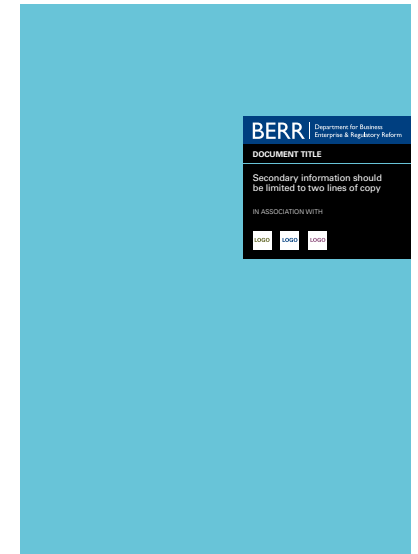 BERR Department for Business
Enterprise & Regulatory Reform
DOCUMENT TITLE
Secondary information should
be limited to two lines of copy
IN ASSOCIATION WITH
LOGO LOGO LOGO